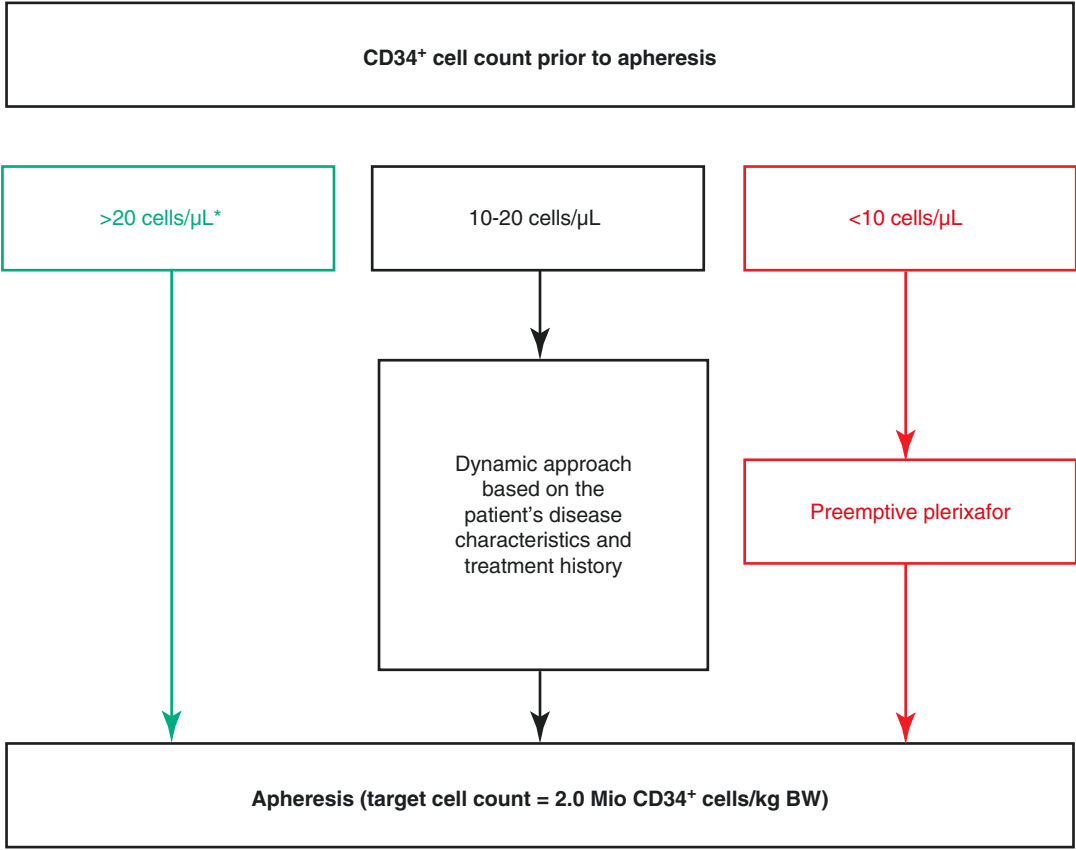 CD34⁺ cell count prior to apheresis
>20 cells/µL*
10-20 cells/µL
<10 cells/µL
Dynamic approach
based on the
patient’s disease
characteristics and
treatment history
Preemptive plerixafor
Apheresis (target cell count = 2.0 Mio CD34⁺ cells/kg BW)